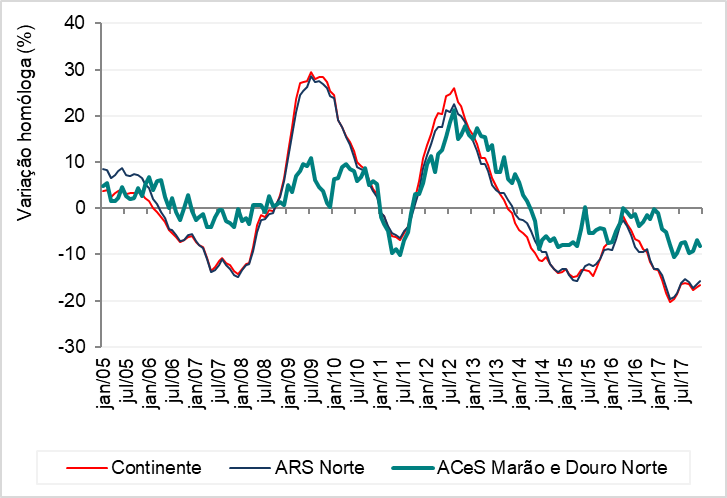 Variação homóloga (%)
40
30
20
10
0
-10
-20
-30
jan/05
jul/05
jan/06
jul/06
jan/07
jul/07
jan/08
jul/08
jan/09
jul/09
jan/10
jul/10
jan/11
jul/11
jan/12
jul/12
jan/13
jul/13
jan/14
jul/14
jan/15
jul/15
jan/16
jul/16
jan/17
jul/17
Continente
ARS Norte
ACeS Marão e Douro Norte